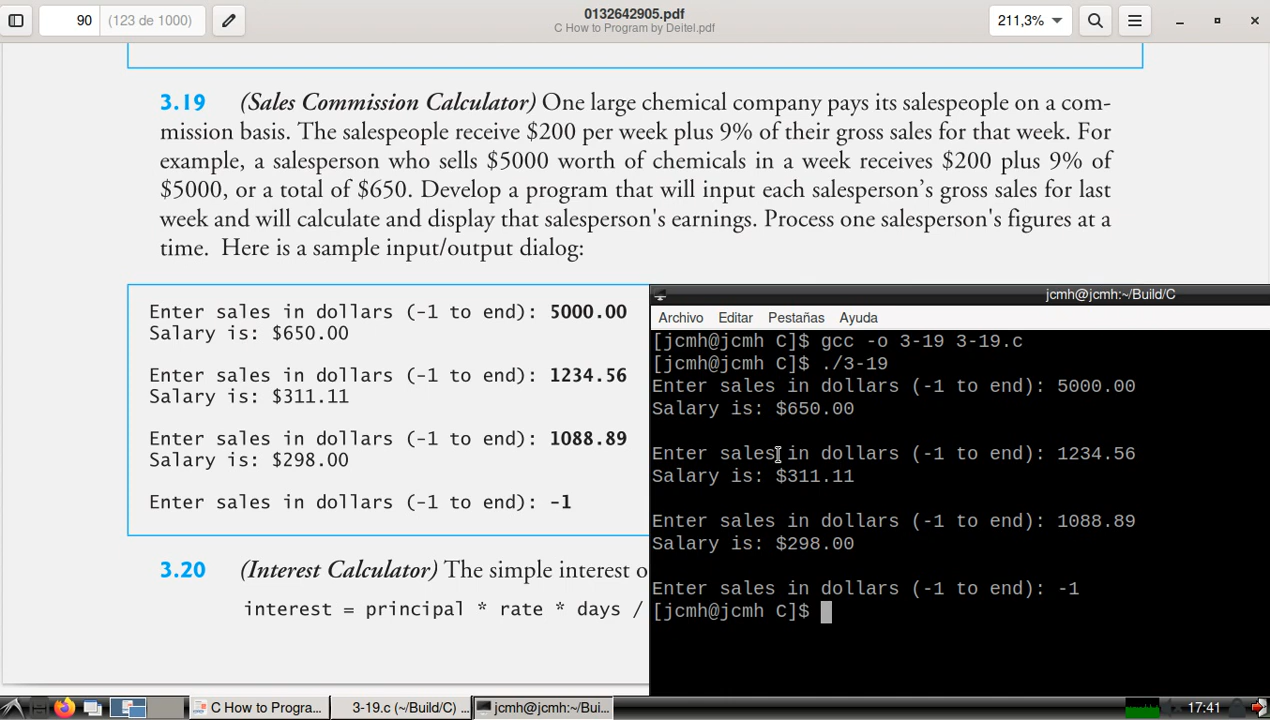 90 (123 de 1000)
0132642905.pdf
C How to Program by Deitel.pdf
211,3%
3.19 (Sales Commission Calculator) One large chemical company pays its salespeople on a com-
mission basis. The salespeople receive $200 per week plus 9% of their gross sales for that week. For
example, a salesperson who sells $5000 worth of chemicals in a week receives $200 plus 9% of
$5000, or a total of $650. Develop a program that will input each salesperson’s gross sales for last
week and will calculate and display that salesperson's earnings. Process one salesperson's figures at a
time. Here is a sample input/output dialog:
Enter sales in dollars (-1 to end): 5000.00
Salary is: $650.00
Enter sales in dollars (-1 to end): 1234.56
Salary is: $311.11
Enter sales in dollars (-1 to end): 1088.89
Salary is: $298.00
Enter sales in dollars (-1 to end): -1
3.20 (Interest Calculator) The simple interest o
interest = principal * rate * days /
jcmh@jcmh:~/Build/C
Archivo Editar Pestañas Ayuda
[jcmh@jcmh C]$ gcc -o 3-19 3-19.c
[jcmh@jcmh C]$ ./3-19
Enter sales in dollars (-1 to end): 5000.00
Salary is: $650.00
Enter sales in dollars (-1 to end): 1234.56
Salary is: $311.11
Enter sales in dollars (-1 to end): 1088.89
Salary is: $298.00
Enter sales in dollars (-1 to end): -1
[jcmh@jcmh C]$
C How to Progra... 3-19.c (~/Build/C) ... jcmh@jcmh:~/Bui... 17:41